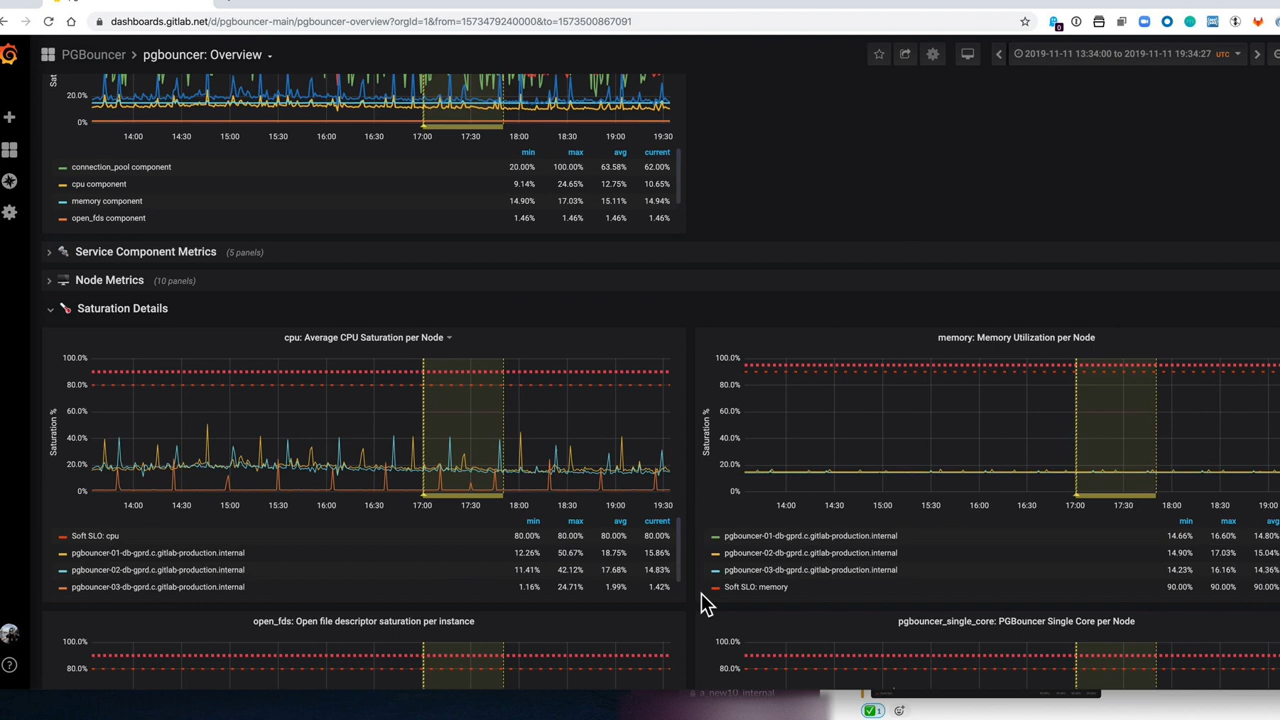 dashboards.gitlab.net/d/pgbouncer-main/pgbouncer-overview?orgId=1&from=1573479240000&to=1573500867091
0
PGBouncer > pgbouncer: Overview
2019-11-11 13:34:00 to 2019-11-11 19:34:27 UTC
20.0%
0%
14:00 14:30 15:00 15:30 16:00 16:30 17:00 17:30 18:00 18:30 19:00 19:30
min max avg current
connection_pool component 20.00% 100.00% 63.58% 62.00%
cpu component 9.14% 24.65% 12.75% 10.65%
memory component 14.90% 17.03% 15.11% 14.94%
open_fds component 1.46% 1.46% 1.46% 1.46%
Service Component Metrics (5 panels)
Node Metrics (10 panels)
Saturation Details
cpu: Average CPU Saturation per Node
Saturation %
100.0%
80.0%
60.0%
40.0%
20.0%
0%
14:00 14:30 15:00 15:30 16:00 16:30 17:00 17:30 18:00 18:30 19:00 19:30
min max avg current
Soft SLO: cpu 80.00% 80.00% 80.00% 80.00%
pgbouncer-01-db-gprd.c.gitlab-production.internal 12.26% 50.67% 18.75% 15.86%
pgbouncer-02-db-gprd.c.gitlab-production.internal 11.41% 42.12% 17.68% 14.83%
pgbouncer-03-db-gprd.c.gitlab-production.internal 1.16% 24.71% 1.99% 1.42%
memory: Memory Utilization per Node
Saturation %
100.0%
80.0%
60.0%
40.0%
20.0%
0%
14:00 14:30 15:00 15:30 16:00 16:30 17:00 17:30 18:00 18:30 19:00
min max avg
pgbouncer-01-db-gprd.c.gitlab-production.internal 14.66% 16.60% 14.80%
pgbouncer-02-db-gprd.c.gitlab-production.internal 14.90% 17.03% 15.04%
pgbouncer-03-db-gprd.c.gitlab-production.internal 14.23% 16.16% 14.36%
Soft SLO: memory 90.00% 90.00% 90.00%
open_fds: Open file descriptor saturation per instance
100.0%
80.0%
pgbouncer_single_core: PGBouncer Single Core per Node
100.0%
80.0%
1